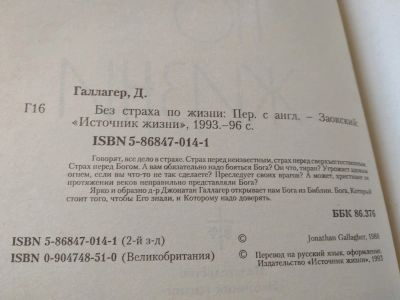 Галлагер, Д.
Г16
Без страха по жизни: Пер. с англ. – Заокский:
«Источник жизни», 1993.–96 с.
ISBN 5-86847-014-1
Говорят, все дело в страхе. Страх перед неизвестным, страх перед сверхъестественным.
Страх перед Богом. А вам обязательно надо бояться Бога? Он что, тиран? Угрожает адским
огнем, если вы что-то не так сделаете? Преследует своих врагов? А может, христиане на
протяжении веков неправильно представляли Бога?
Ярко и образно д-р Джонатан Галлагер открывает нам Бога из Библии. Бога, Который
стоит того, чтобы Его знали, и Которому надо доверять.
ББК 86.376
ISBN 5-86847-014-1 (2-й з-д)
ISBN 0-904748-51-0 (Великобритания)
© Jonathan Gallagher,
© Перевод на русский язык, оформление.
Издательство «Источник жизни», 1993